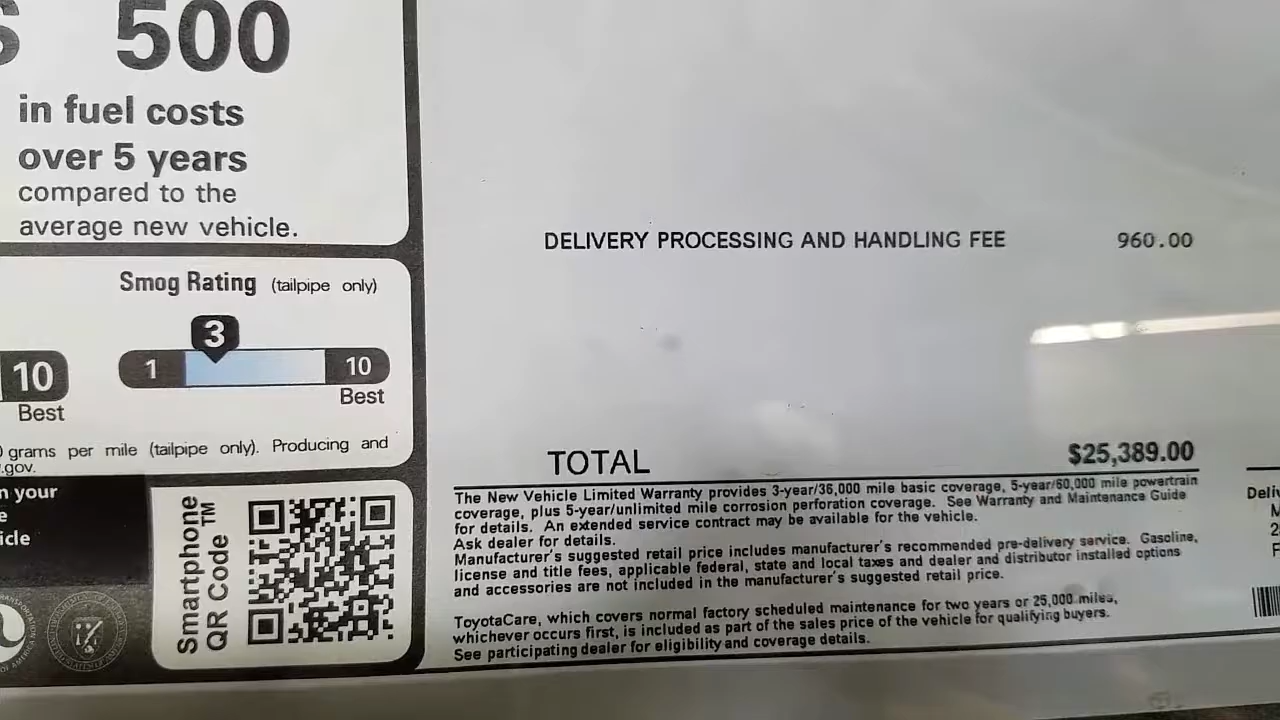 500
in fuel costs
over 5 years
compared to the
average new vehicle.
Smog Rating (tailpipe only)
3
10
1
10
Best
Best
grams per mile (tailpipe only). Producing and
.gov.
n your
e
icle
Smartphone
QR Code™
DELIVERY PROCESSING AND HANDLING FEE 960.00
TOTAL $25,389.00
The New Vehicle Limited Warranty provides 3-year/36,000 mile basic coverage, 5-year/60,000 mile powertrain
coverage, plus 5-year/unlimited mile corrosion perforation coverage. See Warranty and Maintenance Guide
for details. An extended service contract may be available for the vehicle.
Ask dealer for details.
Manufacturer's suggested retail price includes manufacturer's recommended pre-delivery service. Gasoline,
license and title fees, applicable federal, state and local taxes and dealer and distributor installed options
and accessories are not included in the manufacturer's suggested retail price.
ToyotaCare, which covers normal factory scheduled maintenance for two years or 25,000 miles,
whichever occurs first, is included as part of the sales price of the vehicle for qualifying buyers.
See participating dealer for eligibility and coverage details.
Deliv
M
2
F